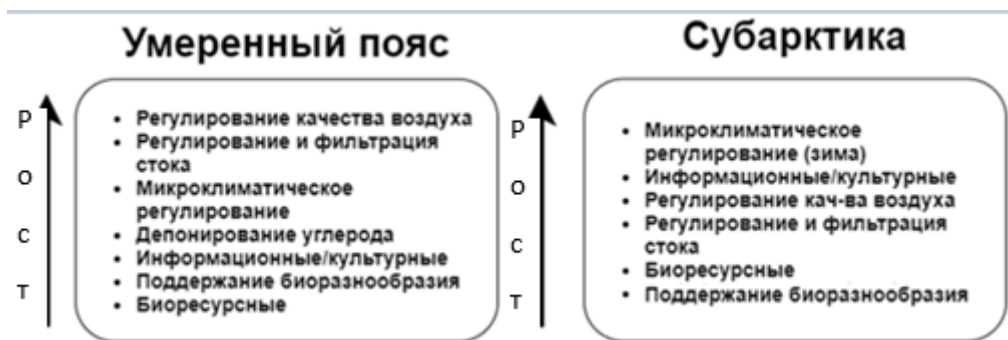 Умеренный пояс
Р
О
С
Т
• Регулирование качества воздуха
• Регулирование и фильтрация
стока
• Микроклиматическое
регулирование
• Депонирование углерода
• Информационные/культурные
• Поддержание биоразнообразия
• Биоресурсные
Субарктика
Р
О
С
Т
• Микроклиматическое
регулирование (зима)
• Информационные/культурные
• Регулирование кач-ва воздуха
• Регулирование и фильтрация
стока
• Биоресурсные
• Поддержание биоразнообразия